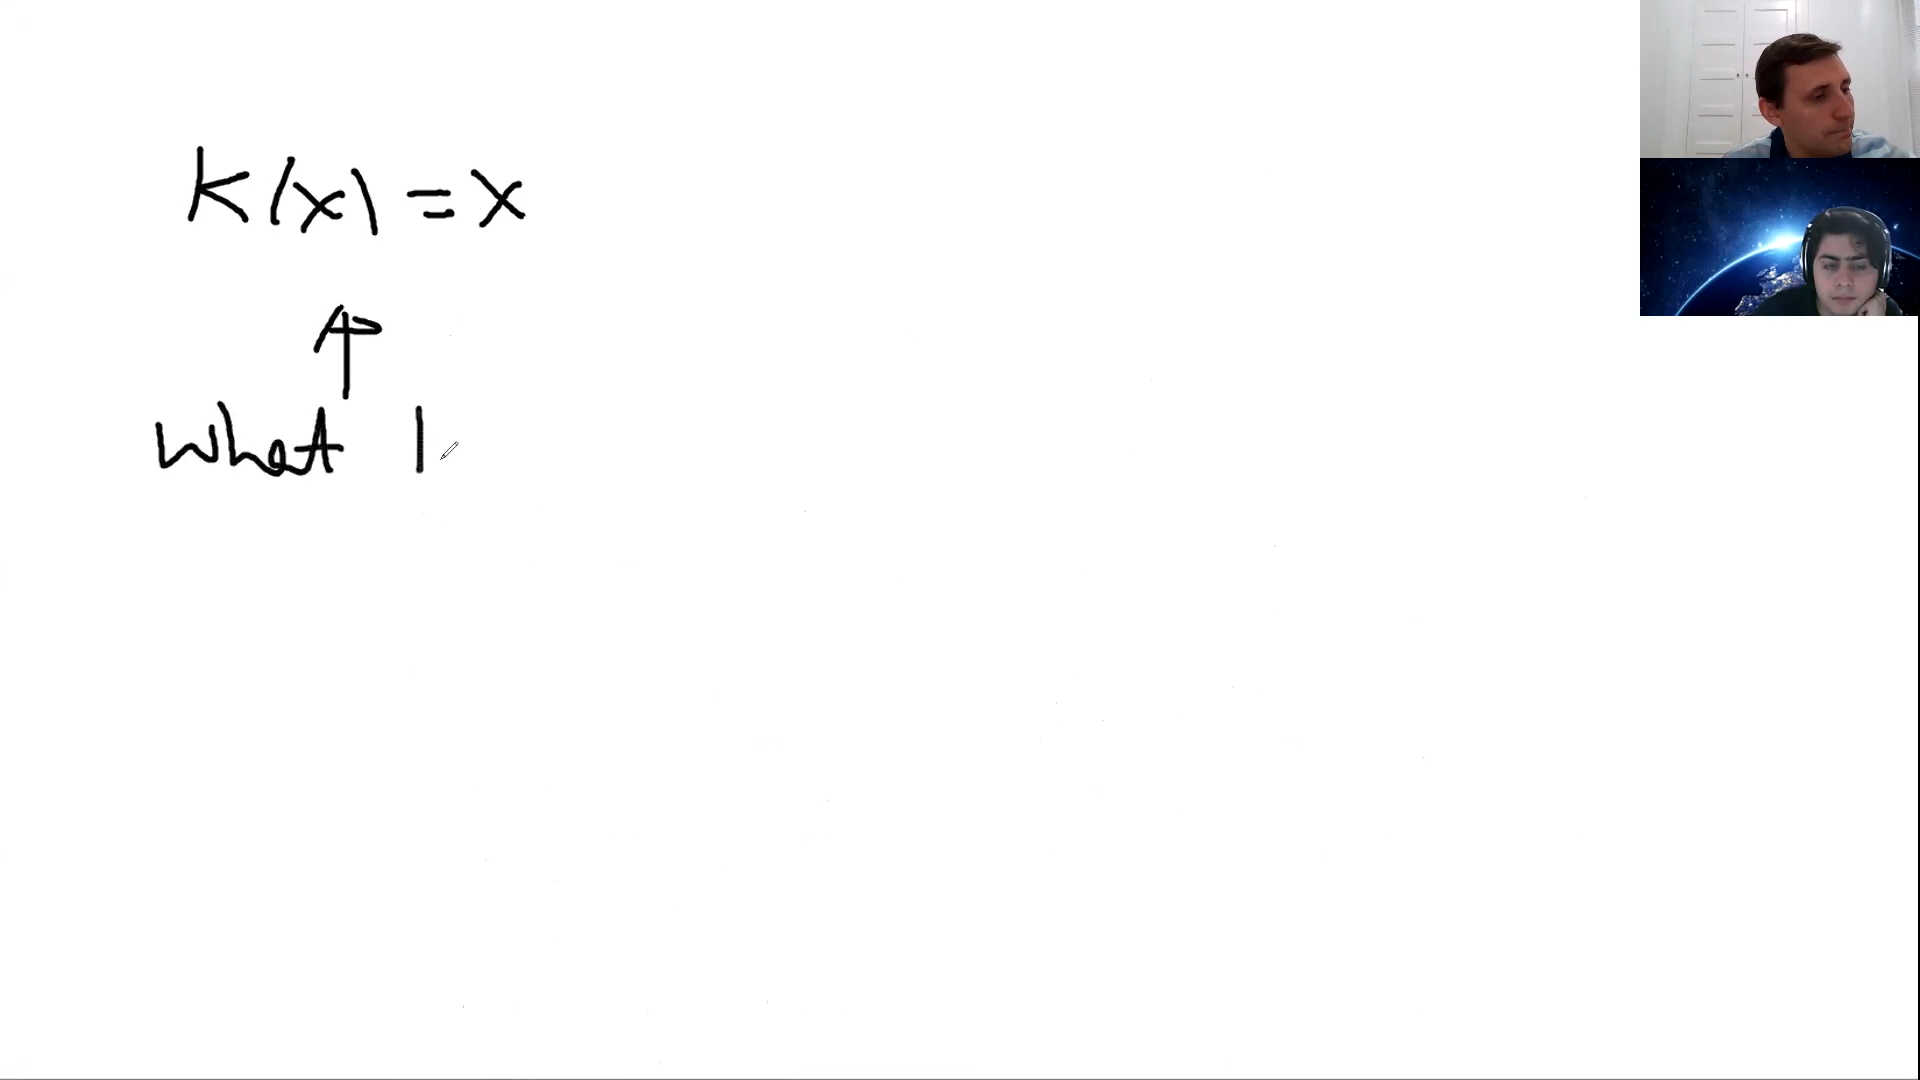 K(x) = x
What I